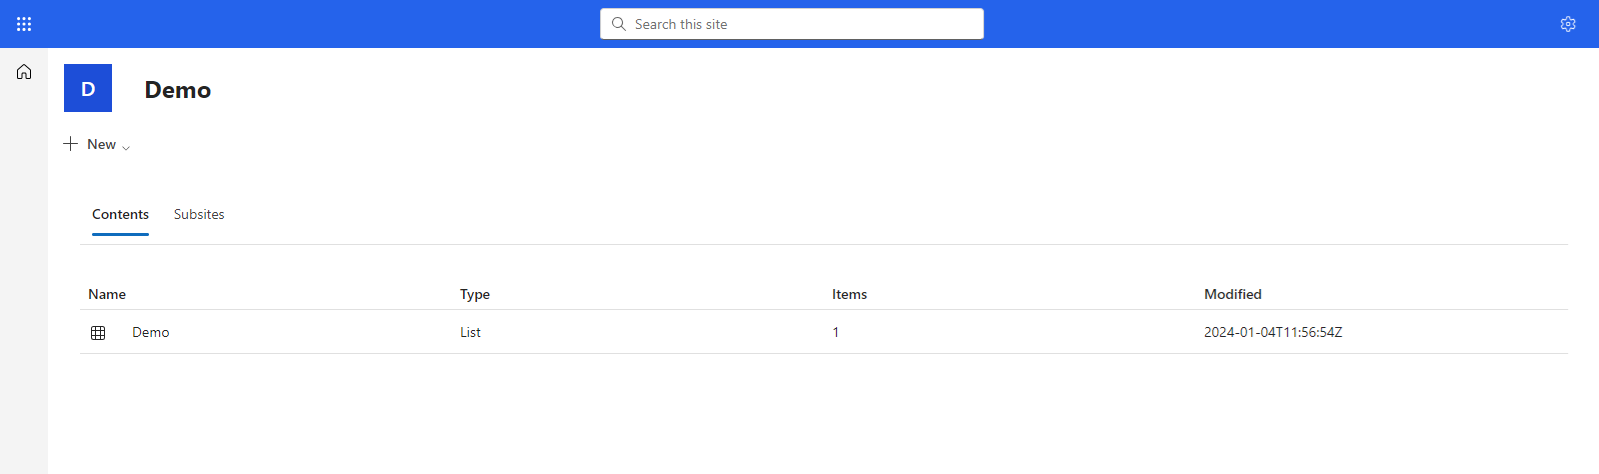 Search this site
D
Demo
New
Contents Subsites
Name Type Items Modified
Demo List 1 2024-01-04T11:56:54Z